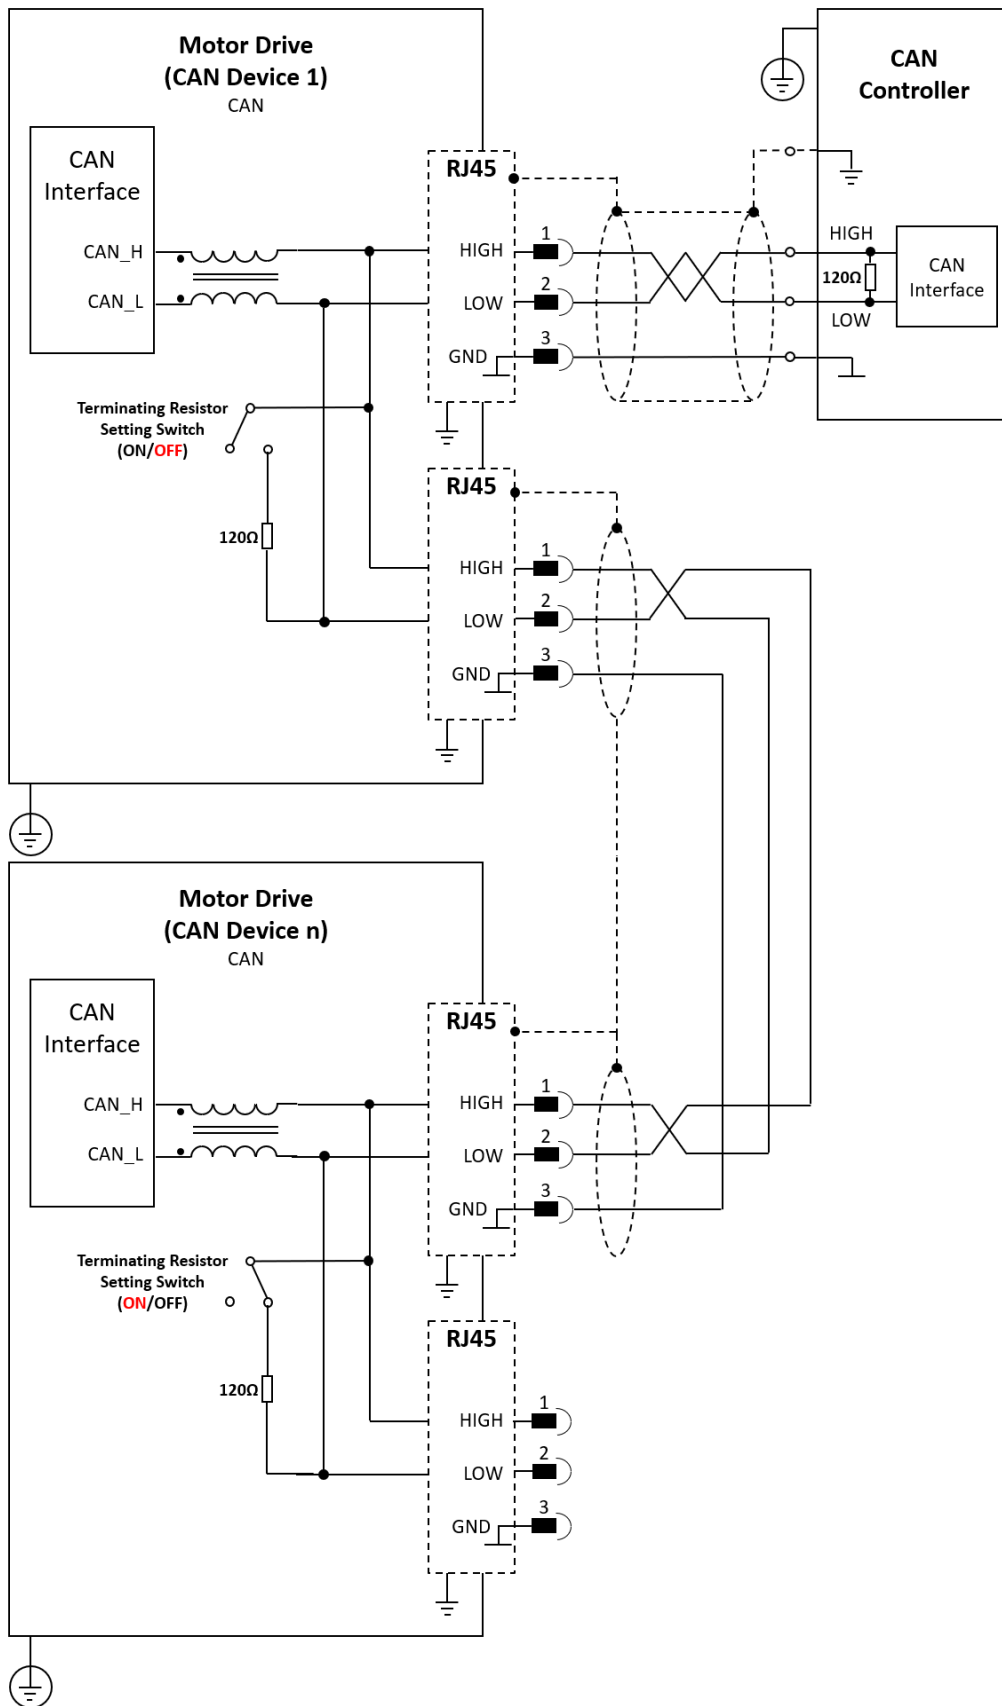 Motor Drive
(CAN Device 1)
CAN
CAN
Interface
CAN_H
CAN_L
Terminating Resistor
Setting Switch
(ON/OFF)
120Ω
RJ45
HIGH
LOW
GND
1
2
3
RJ45
HIGH
LOW
GND
1
2
3
CAN
Controller
HIGH
120Ω
LOW
CAN
Interface
Motor Drive
(CAN Device n)
CAN
CAN
Interface
CAN_H
CAN_L
Terminating Resistor
Setting Switch
(ON/OFF)
120Ω
RJ45
HIGH
LOW
GND
1
2
3
RJ45
HIGH
LOW
GND
1
2
3